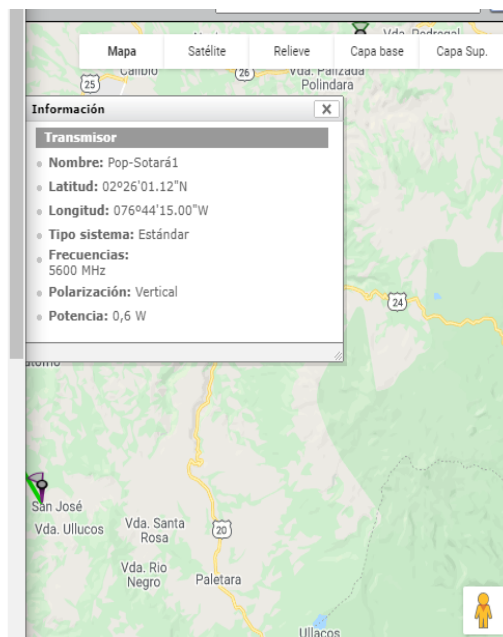 Vda. Pedregal
Mapa
Satélite
Relieve
Capa base
Capa Sup.
Calibío
25
26
Vda. Palizada
Polindara
Información
X
Transmisor
Nombre: Pop-Sotará1
Latitud: 02º26'01.12"N
Longitud: 076º44'15.00"W
Tipo sistema: Estándar
Frecuencias:
5600 MHz
Polarización: Vertical
Potencia: 0,6 W
24
San José
Vda. Ullucos
Vda. Santa
Rosa
20
Vda. Rio
Negro
Paletara
Ullacos